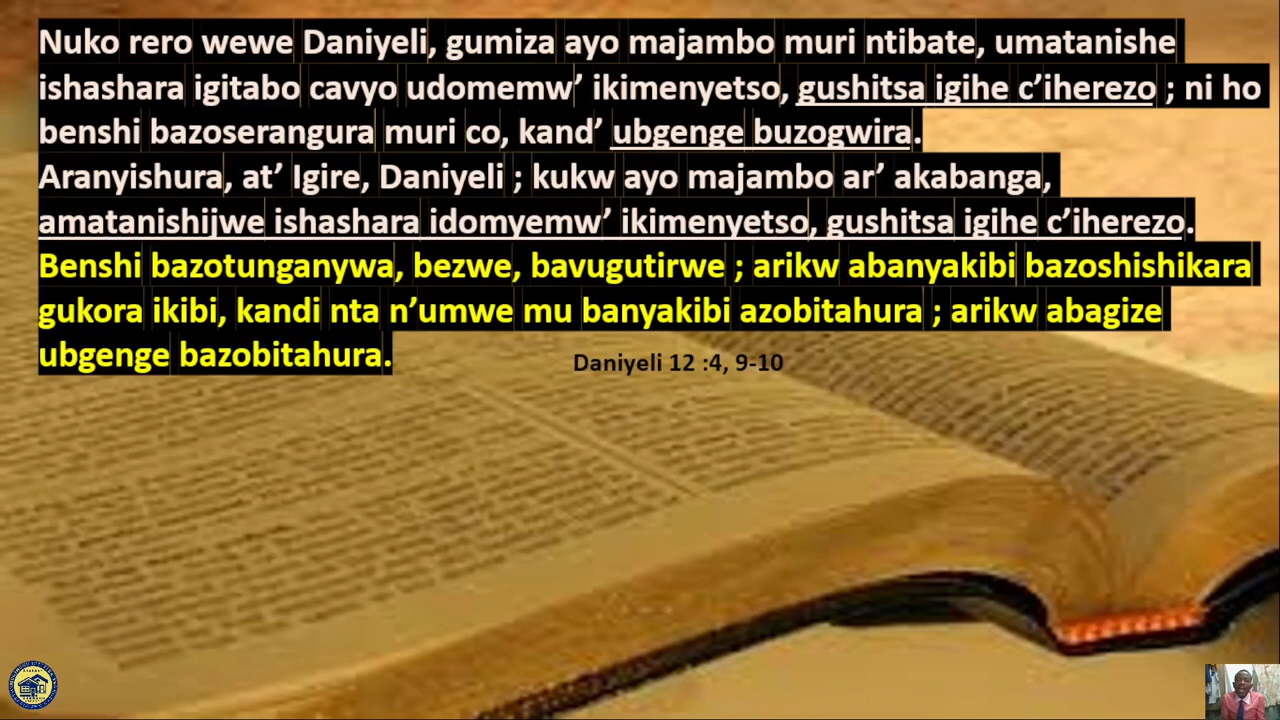 Nuko rero wewe Daniyeli, gumiza ayo majambo muri ntibate, umatanishe
ishashara igitabo cavyo udomemw’ ikimenyetso, gushitsa igihe c’iherezo ; ni ho
benshi bazoserangura muri co, kand’ ubgenge buzogwira.
Aranyishura, at’ Igire, Daniyeli ; kukw ayo majambo ar’ akabanga,
amatanishijwe ishashara idomyemw’ ikimenyetso, gushitsa igihe c’iherezo.
Benshi bazotunganywa, bezwe, bavugutirwe ; arikw abanyakibi bazoshishikara
gukora ikibi, kandi nta n’umwe mu banyakibi azobitahura ; arikw abagize
ubgenge bazobitahura.
Daniyeli 12 :4, 9-10